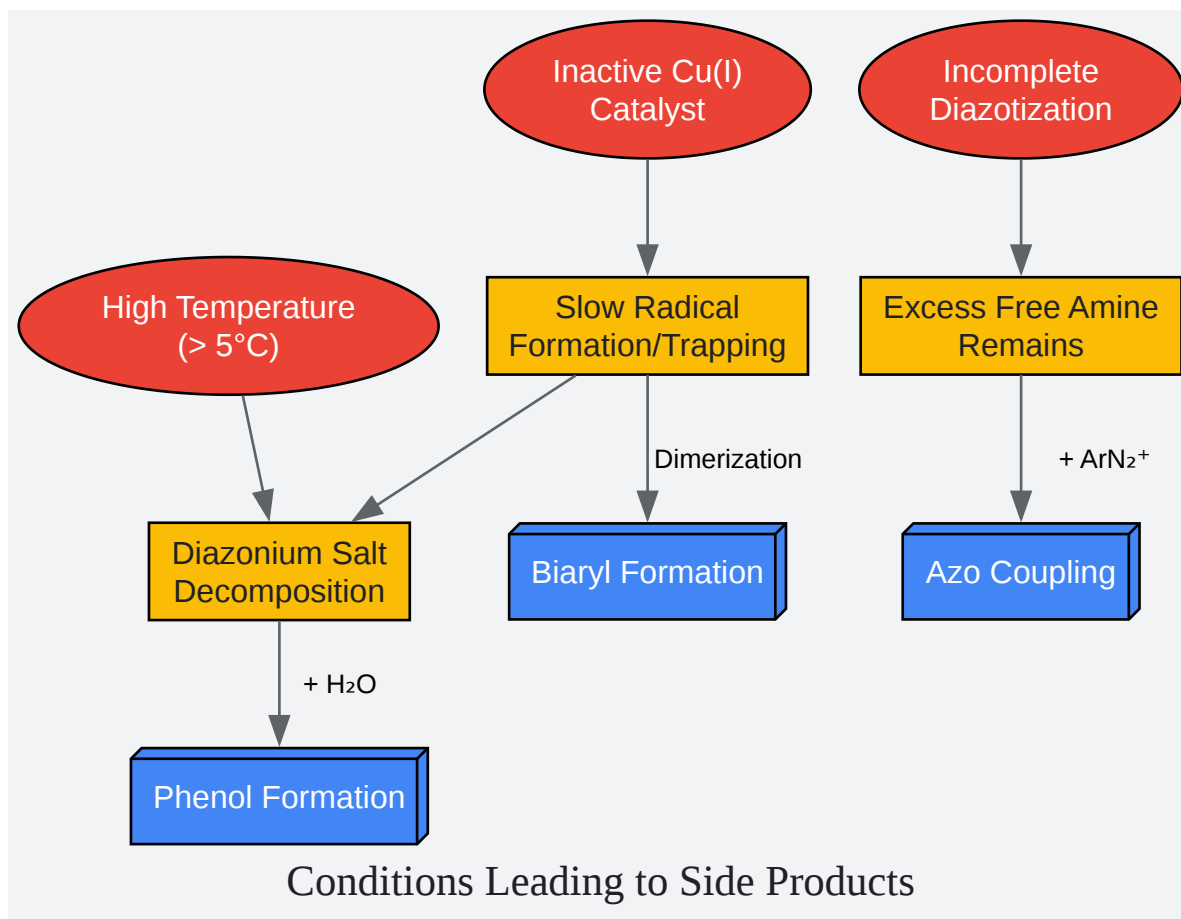 Inactive Cu(I)
Catalyst
Incomplete
Diazotization
High Temperature
(> 5°C)
Slow Radical
Formation/Trapping
Excess Free Amine
Remains
Dimerization
+ ArN₂⁺
Diazonium Salt
Decomposition
Biaryl Formation
Azo Coupling
+ H₂O
Phenol Formation
Conditions Leading to Side Products